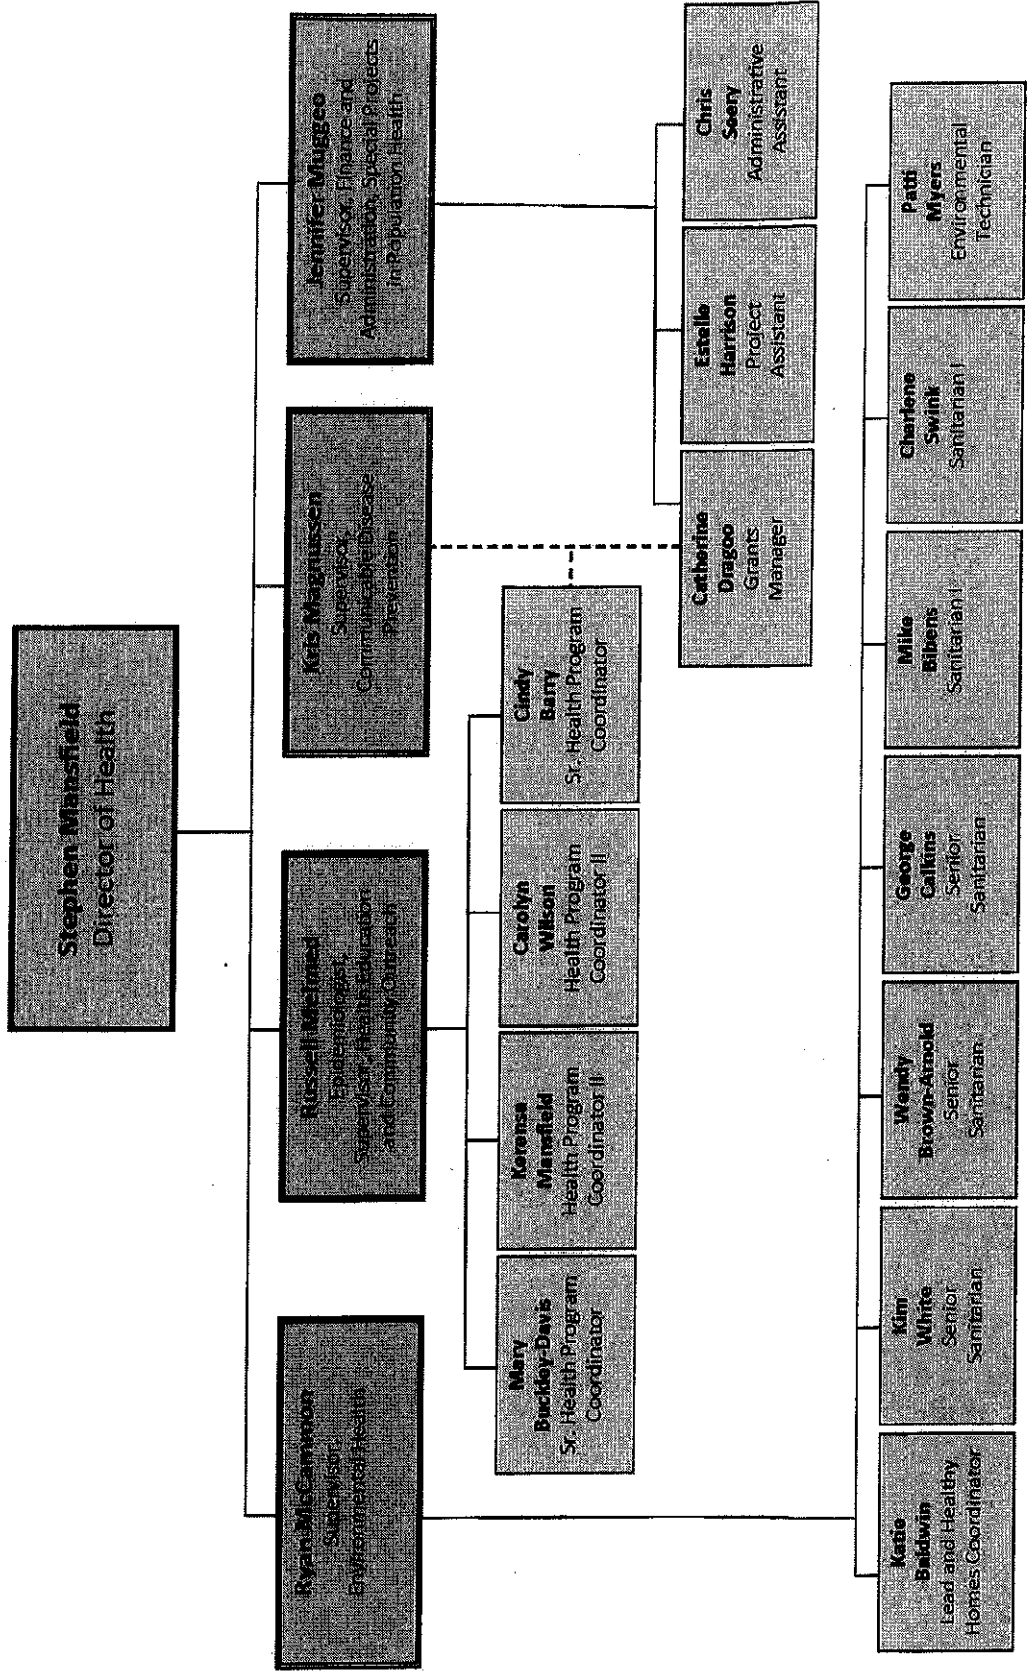 Stephen Mansfield
Director of Health
Ryan McCammon
Supervisor,
Environmental Health
Russell Melmed
Epidemiologist,
Supervisor, Health Education
and Community Outreach
Kris Magnussen
Supervisor,
Communicable Disease
Prevention
Jennifer Muggeo
Supervisor, Finance and
Administration, Special Projects
in Population Health
Mary
Buckley-Davis
Sr. Health Program
Coordinator
Kerensa
Mansfield
Health Program
Coordinator II
Carolyn
Wilson
Health Program
Coordinator II
Cindy
Barry
Sr. Health Program
Coordinator
Catherine
Dragoo
Grants
Manager
Estelle
Harrison
Project
Assistant
Chris
Seery
Administrative
Assistant
Katie
Baldwin
Lead and Healthy
Homes Coordinator
Kim
White
Senior
Sanitarian
Wendy
Brown-Arnold
Senior
Sanitarian
George
Calkins
Senior
Sanitarian
Mike
Bibens
Sanitarian
Charlene
Swink
Sanitarian I
Patti
Myers
Environmental
Technician